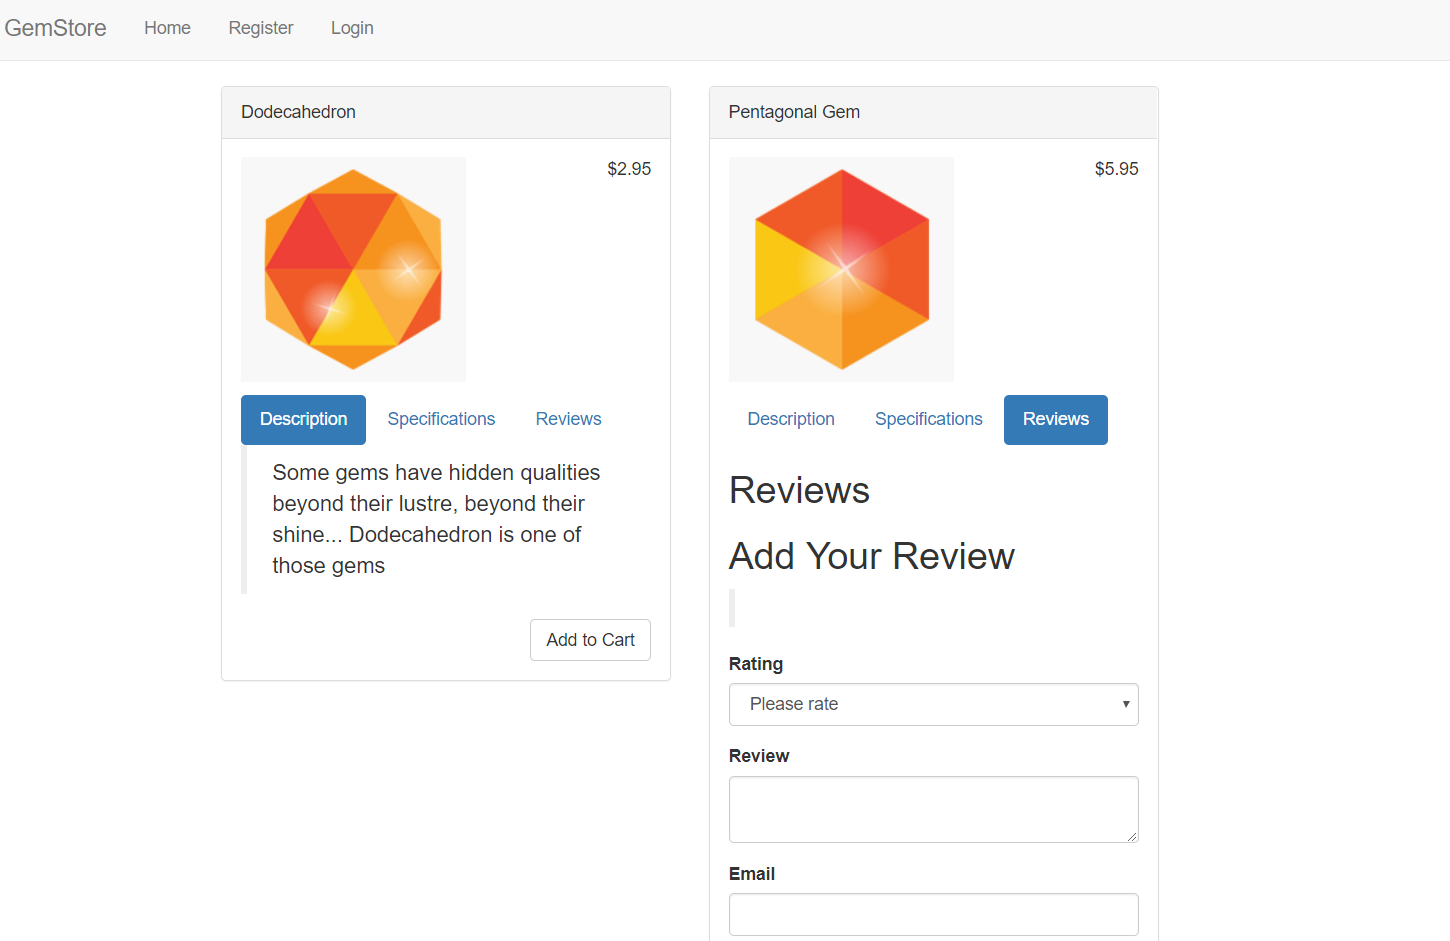 GemStore Home Register Login
Dodecahedron
$2.95
Description Specifications Reviews
Some gems have hidden qualities
beyond their lustre, beyond their
shine... Dodecahedron is one of
those gems
Add to Cart
Pentagonal Gem
$5.95
Description Specifications Reviews
Reviews
Add Your Review
Rating
Please rate
Review
Email